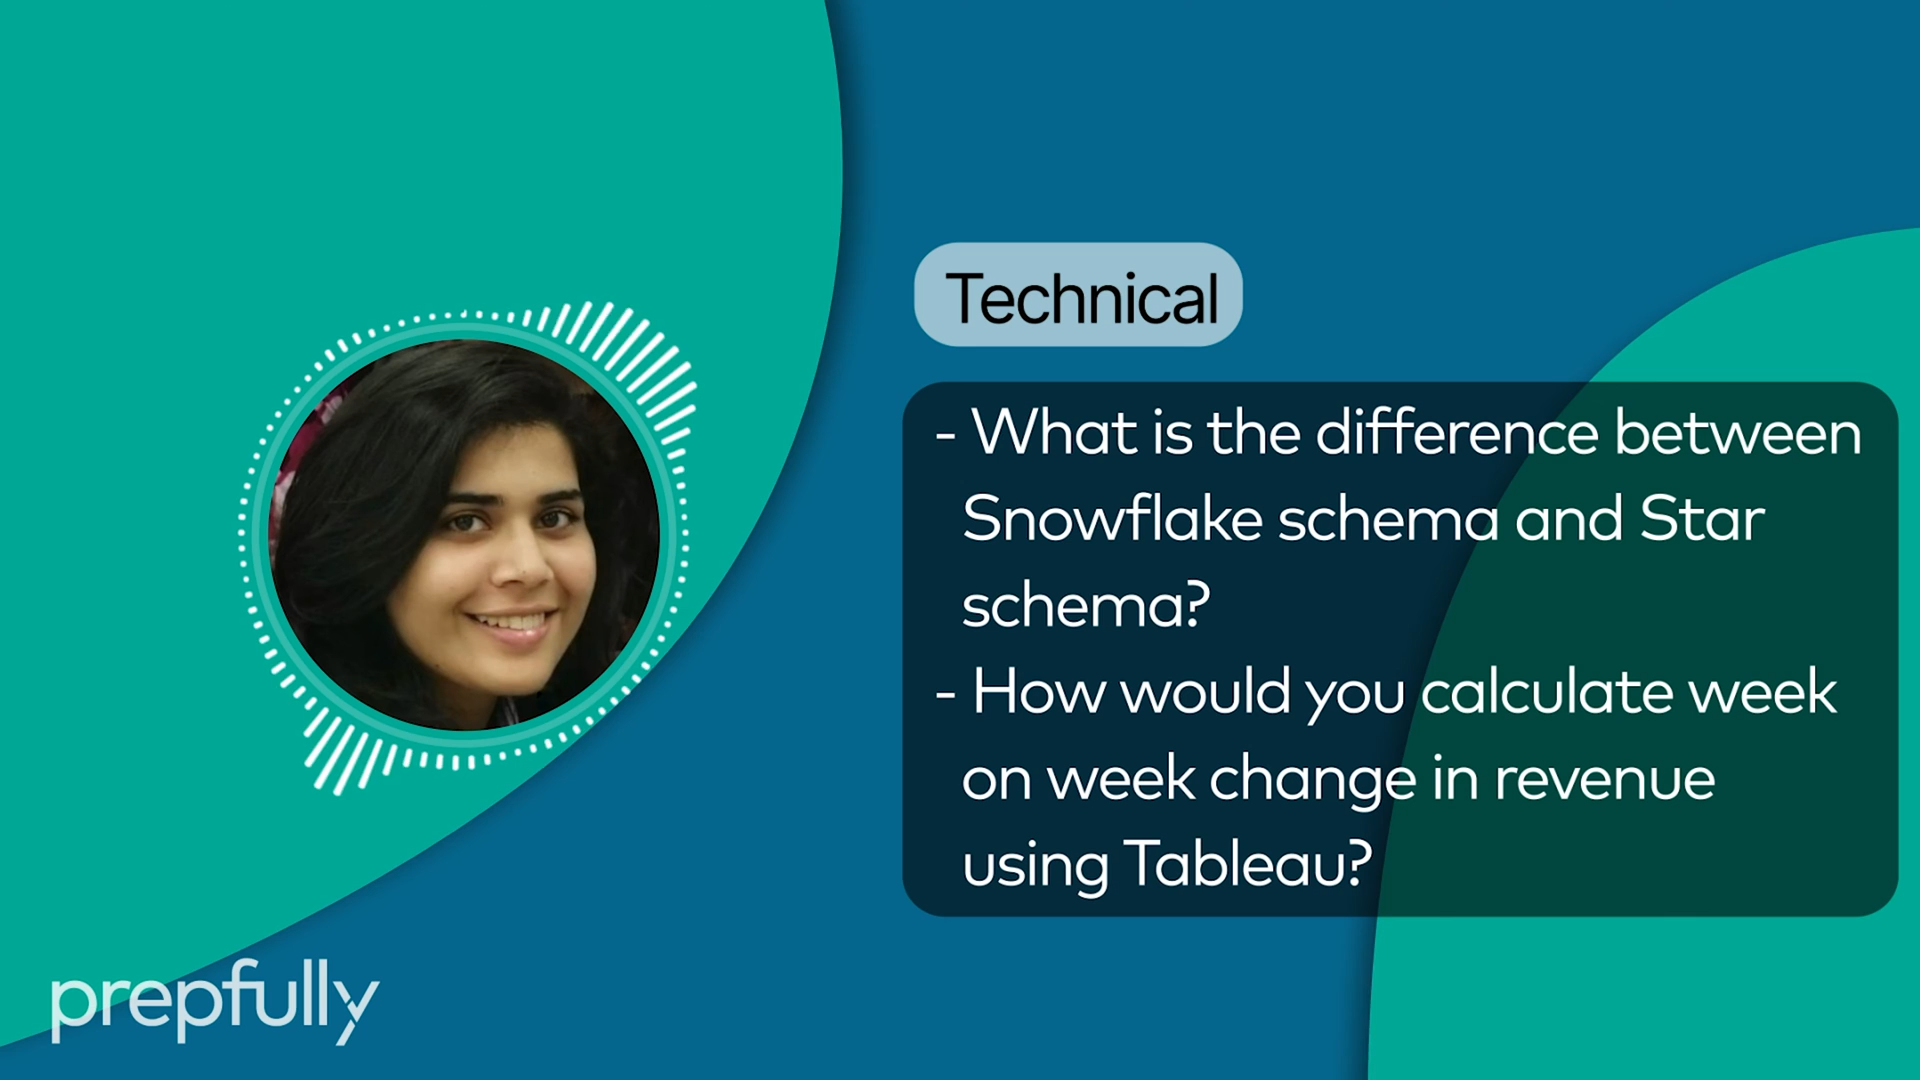 Technical
- What is the difference between
Snowflake schema and Star
schema?
- How would you calculate week
on week change in revenue
using Tableau?
prepfully